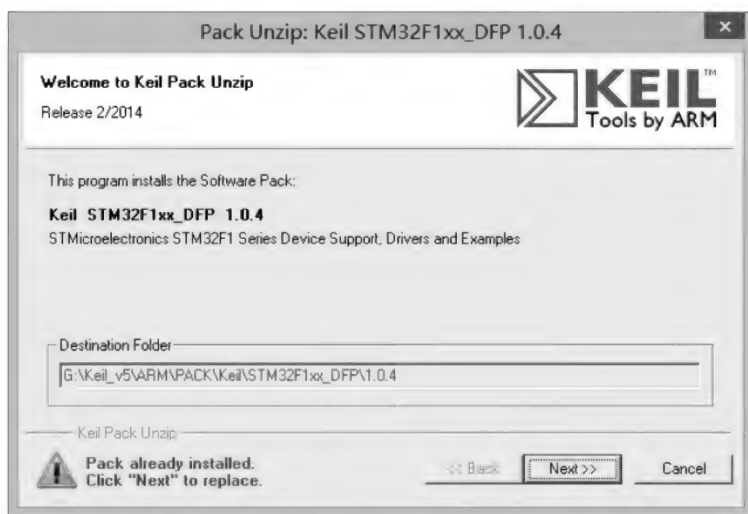 Pack Unzip: Keil STM32F1xx_DFP 1.0.4
Welcome to Keil Pack Unzip
Release 2/2014
KEIL™
Tools by ARM
This program installs the Software Pack:
Keil STM32F1xx_DFP 1.0.4
STMicroelectronics STM32F1 Series Device Support, Drivers and Examples
Destination Folder
G:\Keil_v5\ARM\PACK\Keil\STM32F1xx_DFP\1.0.4
Keil Pack Unzip
Pack already installed.
Click "Next" to replace.
<< Back
Next >>
Cancel